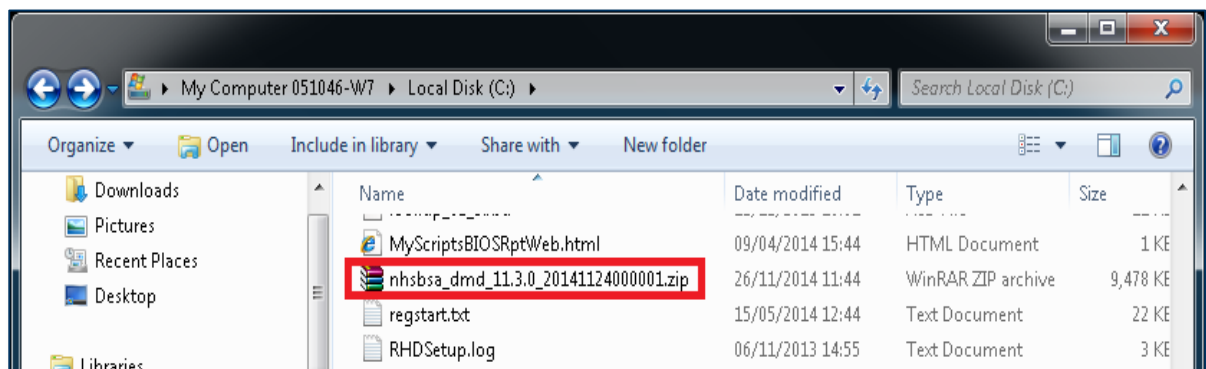 My Computer 051046-W7 Local Disk (C:) Search Local Disk (C:)
Organize Open Include in library Share with New folder
Downloads
Pictures
Recent Places
Desktop
Libraries
Name Date modified Type Size
MyScriptsBIOSRptWeb.html 09/04/2014 15:44 HTML Document 1 KB
nhsbsa_dmd_11.3.0_20141124000001.zip 26/11/2014 11:44 WinRAR ZIP archive 9,478 KB
regstart.txt 15/05/2014 12:44 Text Document 22 KB
RHDSetup.log 06/11/2013 14:55 Text Document 3 KB